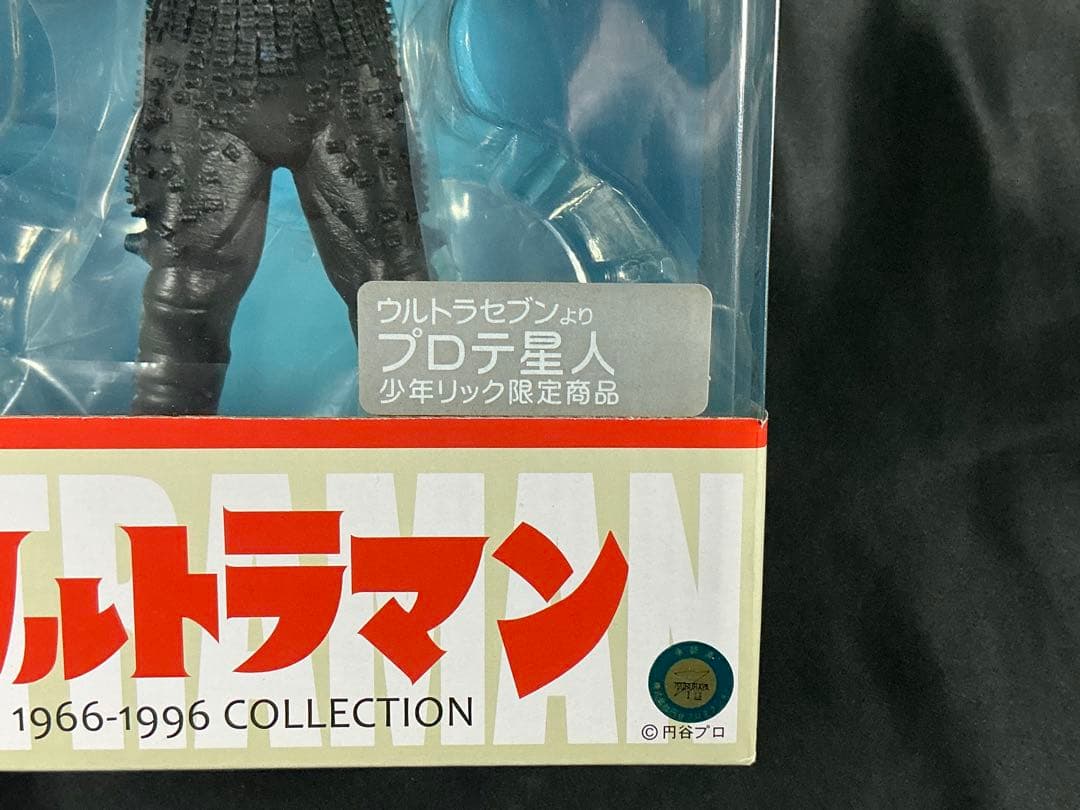 ウルトラセブンより
プロテ星人
少年リック限定商品
TRAMAN
ルトラマン
1966-1996 COLLECTION
©円谷プロ